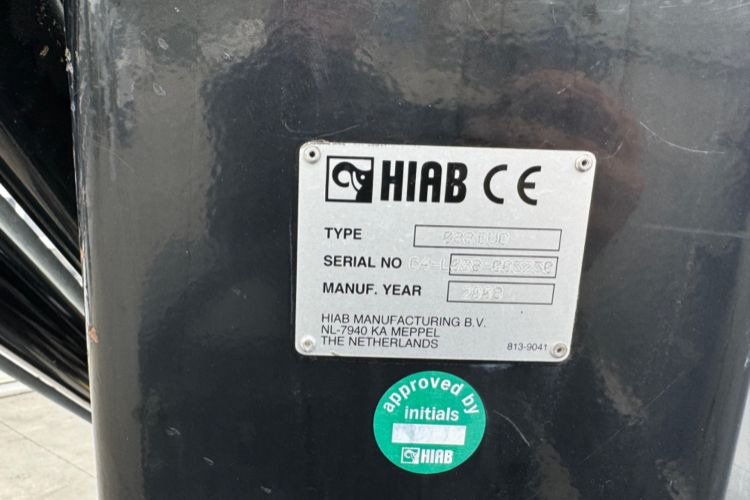 HIAB CE
TYPE
SERIAL NO
MANUF. YEAR 2008
HIAB MANUFACTURING B.V.
NL-7940 KA MEPPEL
THE NETHERLANDS 813-9041
approved by
initials
HIAB